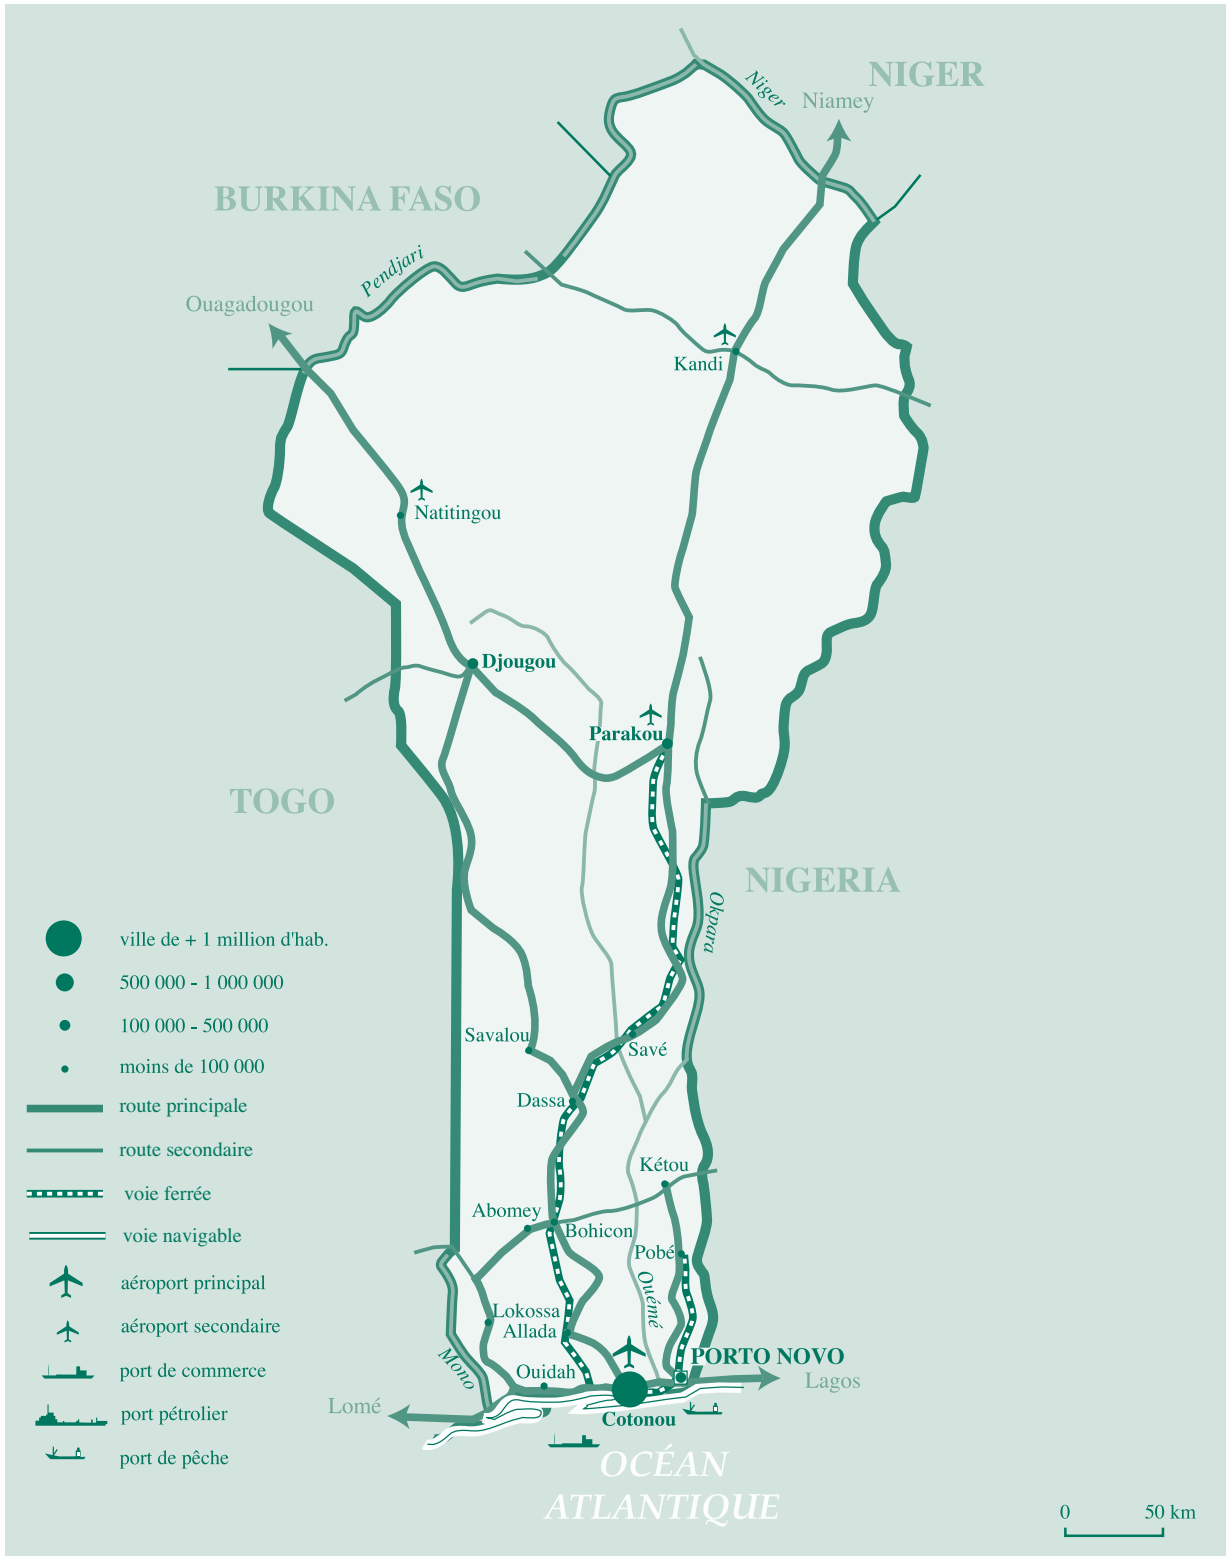 NIGER
Niger
Niamey
BURKINA FASO
Pendjari
Ouagadougou
Kandi
Natitingou
Djougou
Parakou
TOGO
NIGERIA
Okpara
ville de + 1 million d'hab.
500 000 - 1 000 000
100 000 - 500 000
moins de 100 000
route principale
route secondaire
voie ferrée
voie navigable
aéroport principal
aéroport secondaire
port de commerce
port pétrolier
port de pêche
Savalou
Savé
Dassa
Kétou
Abomey
Bohicon
Pobé
Ouémé
Lokossa
Allada
Mono
Ouidah
PORTO NOVO
Lagos
Lomé
Cotonou
OCÉAN
ATLANTIQUE
0 50 km